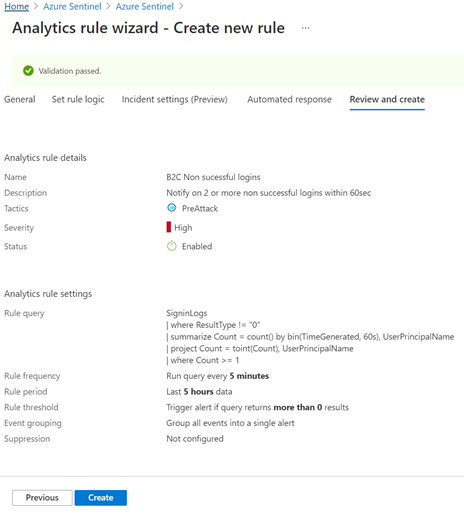 Home > Azure Sentinel > Azure Sentinel >
Analytics rule wizard - Create new rule ...
Validation passed.
General Set rule logic Incident settings (Preview) Automated response Review and create
Analytics rule details
Name B2C Non sucessful logins
Description Notify on 2 or more non successful logins within 60sec
Tactics PreAttack
Severity High
Status Enabled
Analytics rule settings
Rule query SigninLogs
| where ResultType != "0"
| summarize Count = count() by bin(TimeGenerated, 60s), UserPrincipalName
| project Count = toint(Count), UserPrincipalName
| where Count >= 1
Rule frequency Run query every 5 minutes
Rule period Last 5 hours data
Rule threshold Trigger alert if query returns more than 0 results
Event grouping Group all events into a single alert
Suppression Not configured
Previous Create